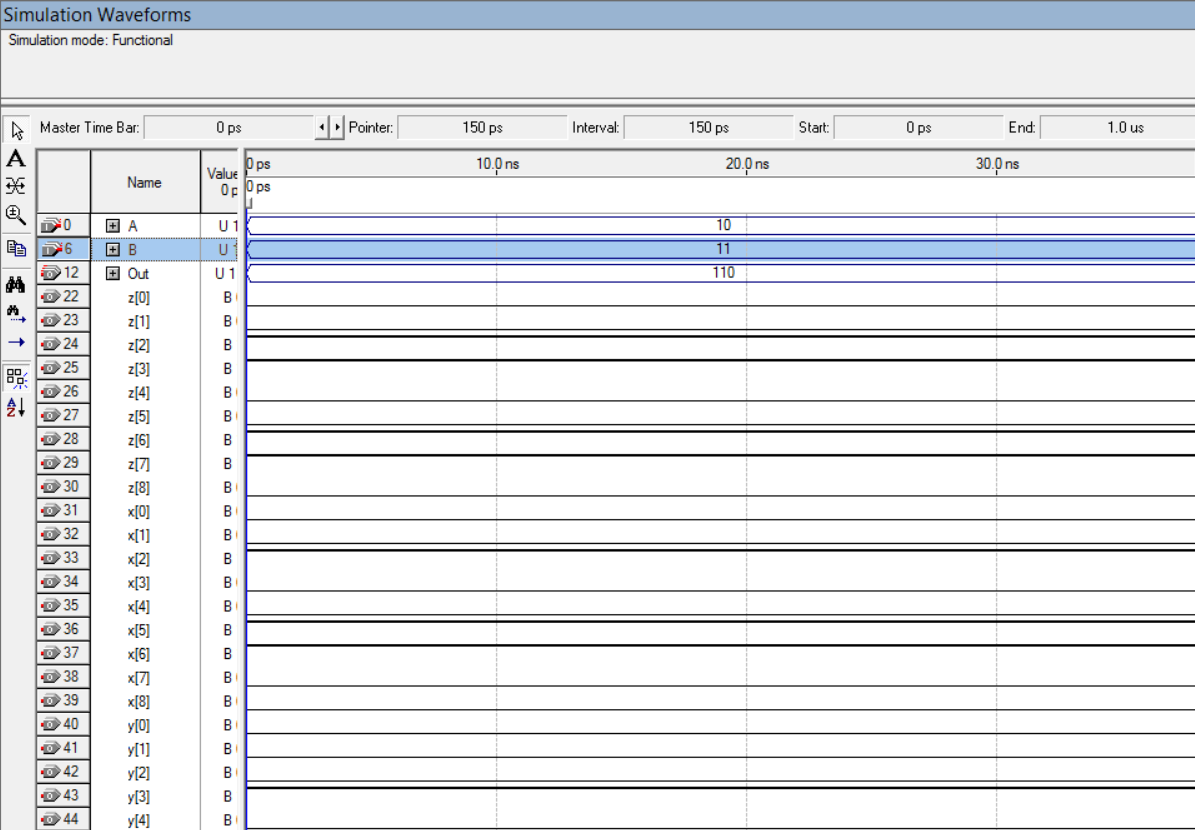 Simulation Waveforms
Simulation mode: Functional
Master Time Bar: 0 ps Pointer: 150 ps Interval: 150 ps Start: 0 ps End: 1.0 us
Name Value 0 ps 10.0 ns 20.0 ns 30.0 ns
0 p 0 ps
0 A U 1 10
6 B U 1 11
12 Out U 1 110
22 z[0] B
23 z[1] B
24 z[2] B
25 z[3] B
26 z[4] B
27 z[5] B
28 z[6] B
29 z[7] B
30 z[8] B
31 x[0] B
32 x[1] B
33 x[2] B
34 x[3] B
35 x[4] B
36 x[5] B
37 x[6] B
38 x[7] B
39 x[8] B
40 y[0] B
41 y[1] B
42 y[2] B
43 y[3] B
44 y[4] B